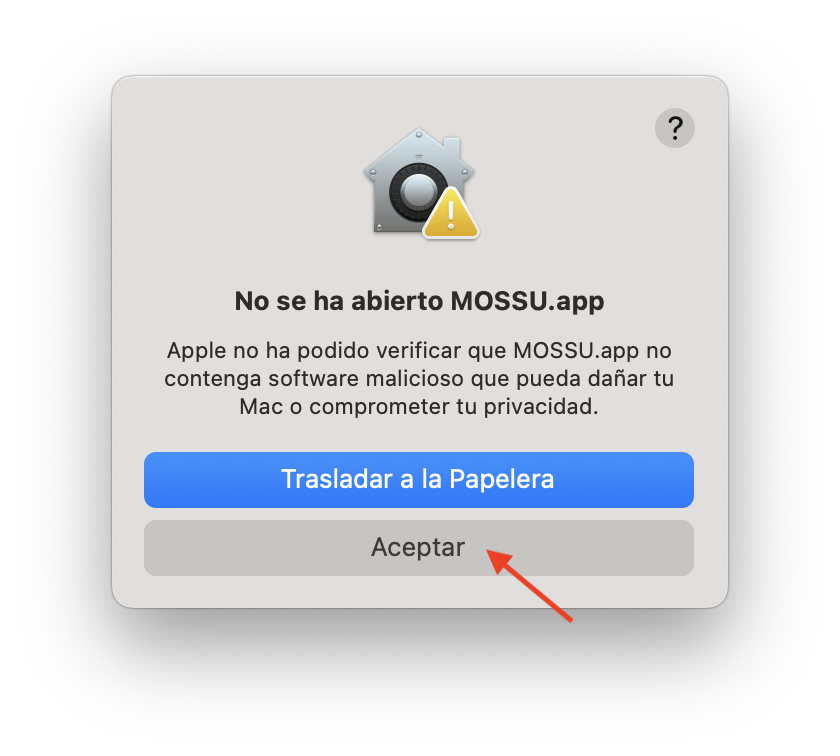 ?
No se ha abierto MOSSU.app
Apple no ha podido verificar que MOSSU.app no
contenga software malicioso que pueda dañar tu
Mac o comprometer tu privacidad.
Trasladar a la Papelera
Aceptar